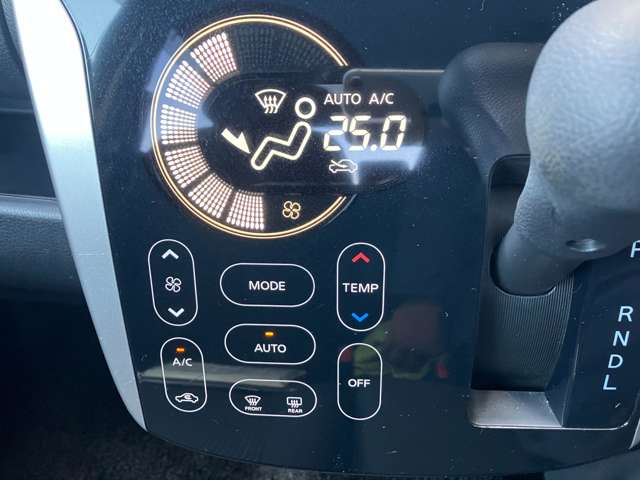 AUTO A/C
25.0
MODE
TEMP
AUTO
A/C
OFF
FRONT
REAR
R
N
D
L